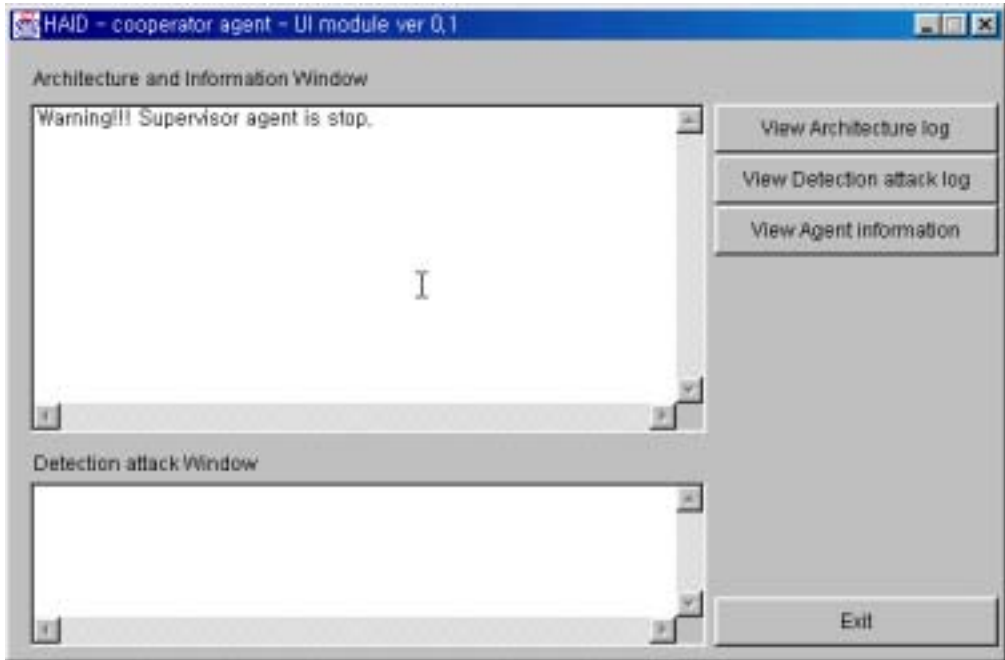 HAID - cooperator agent - UI module ver 0.1
Architecture and Information Window
Warning!!! Supervisor agent is stop.
View Architecture log
View Detection attack log
View Agent information
Detection attack Window
Exit